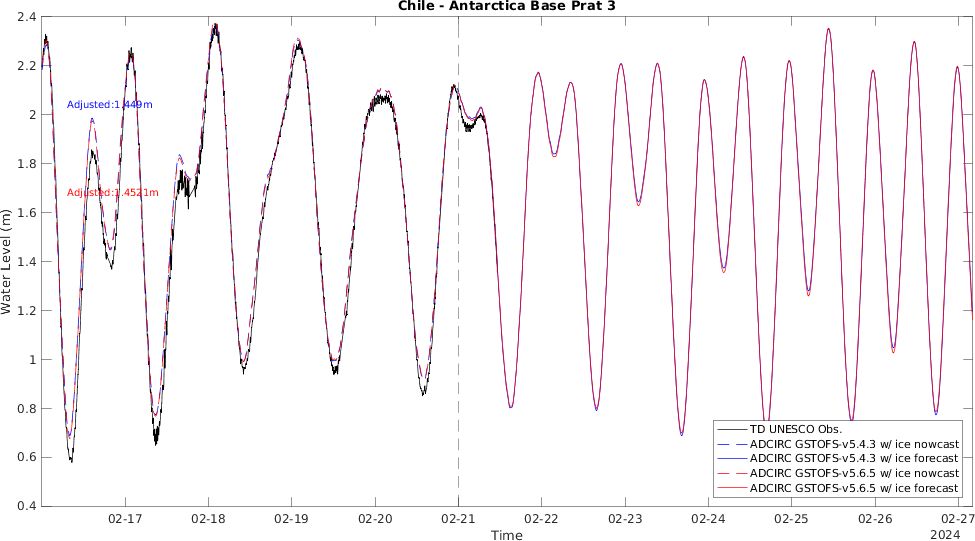 Chile - Antarctica Base Prat 3
2.4
2.2
2
1.8
1.6
1.4
1.2
1
0.8
0.6
0.4
Water Level (m)
Adjusted:1.449m
Adjusted:1.4521m
TD UNESCO Obs.
ADCIRC GSTOFS-v5.4.3 w/ ice nowcast
ADCIRC GSTOFS-v5.4.3 w/ ice forecast
ADCIRC GSTOFS-v5.6.5 w/ ice nowcast
ADCIRC GSTOFS-v5.6.5 w/ ice forecast
02-17 02-18 02-19 02-20 02-21 02-22 02-23 02-24 02-25 02-26 02-27
Time
2024